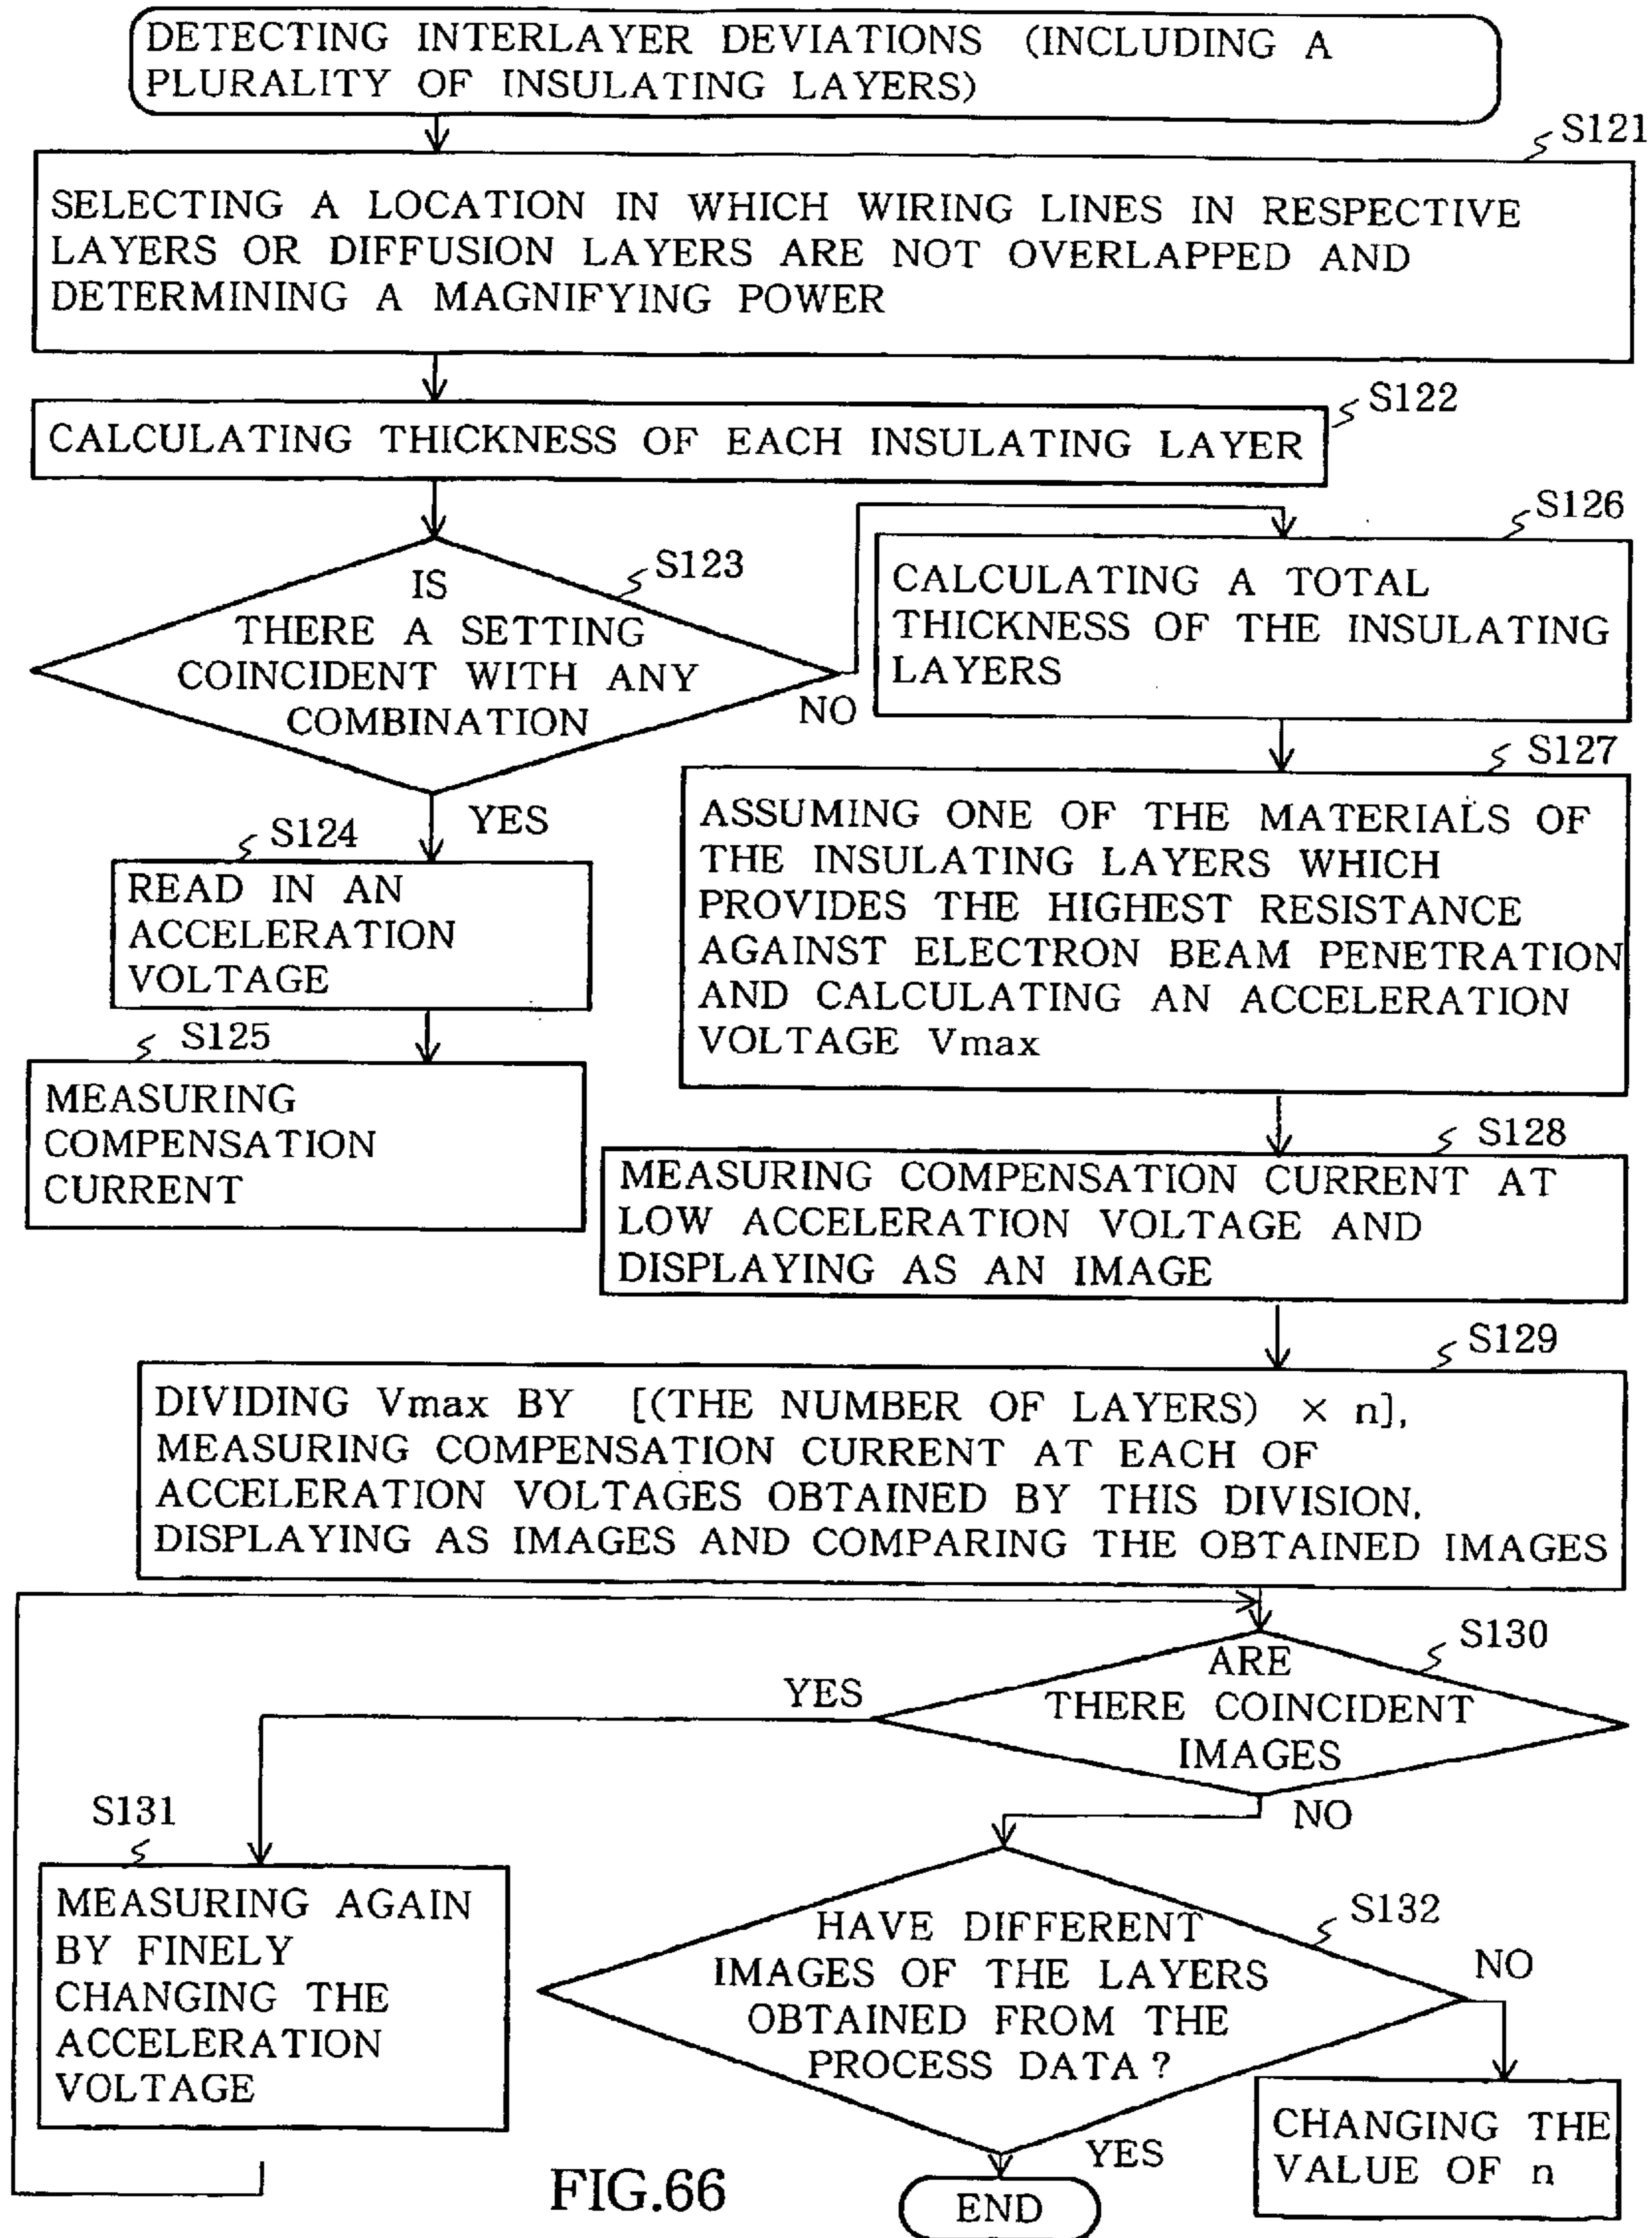 DETECTING INTERLAYER DEVIATIONS (INCLUDING A
PLURALITY OF INSULATING LAYERS)
S121
SELECTING A LOCATION IN WHICH WIRING LINES IN RESPECTIVE
LAYERS OR DIFFUSION LAYERS ARE NOT OVERLAPPED AND
DETERMINING A MAGNIFYING POWER
S122
CALCULATING THICKNESS OF EACH INSULATING LAYER
S123
IS
THERE A SETTING
COINCIDENT WITH ANY
COMBINATION
NO
YES
S124
READ IN AN
ACCELERATION
VOLTAGE
S125
MEASURING
COMPENSATION
CURRENT
S126
CALCULATING A TOTAL
THICKNESS OF THE INSULATING
LAYERS
S127
ASSUMING ONE OF THE MATERIALS OF
THE INSULATING LAYERS WHICH
PROVIDES THE HIGHEST RESISTANCE
AGAINST ELECTRON BEAM PENETRATION
AND CALCULATING AN ACCELERATION
VOLTAGE Vmax
S128
MEASURING COMPENSATION CURRENT AT
LOW ACCELERATION VOLTAGE AND
DISPLAYING AS AN IMAGE
S129
DIVIDING Vmax BY [(THE NUMBER OF LAYERS) × n],
MEASURING COMPENSATION CURRENT AT EACH OF
ACCELERATION VOLTAGES OBTAINED BY THIS DIVISION,
DISPLAYING AS IMAGES AND COMPARING THE OBTAINED IMAGES
S130
ARE
THERE COINCIDENT
IMAGES
YES
NO
S131
MEASURING AGAIN
BY FINELY
CHANGING THE
ACCELERATION
VOLTAGE
S132
HAVE DIFFERENT
IMAGES OF THE LAYERS
OBTAINED FROM THE
PROCESS DATA?
NO
YES
CHANGING THE
VALUE OF n
END
FIG.66